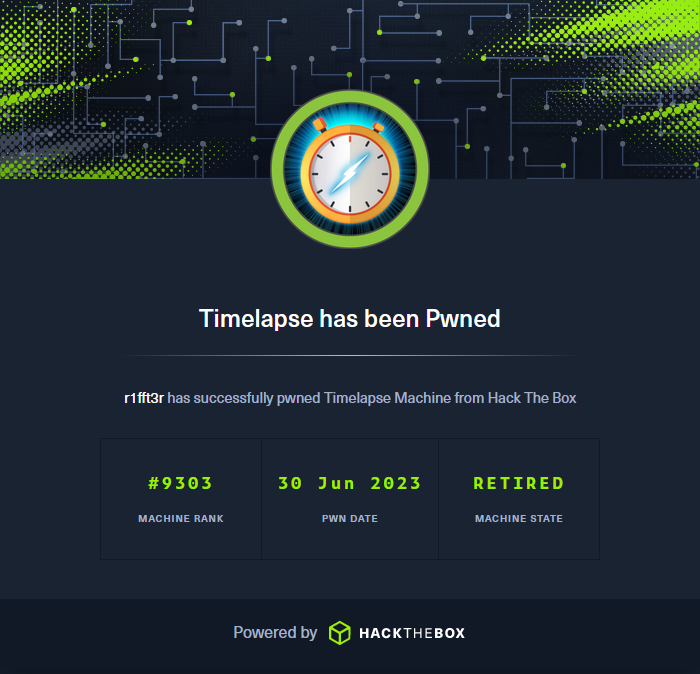 Timelapse has been Pwned
r1fft3r has successfully pwned Timelapse Machine from Hack The Box
#9303
MACHINE RANK
30 Jun 2023
PWN DATE
RETIRED
MACHINE STATE
Powered by HACKTHEBOX